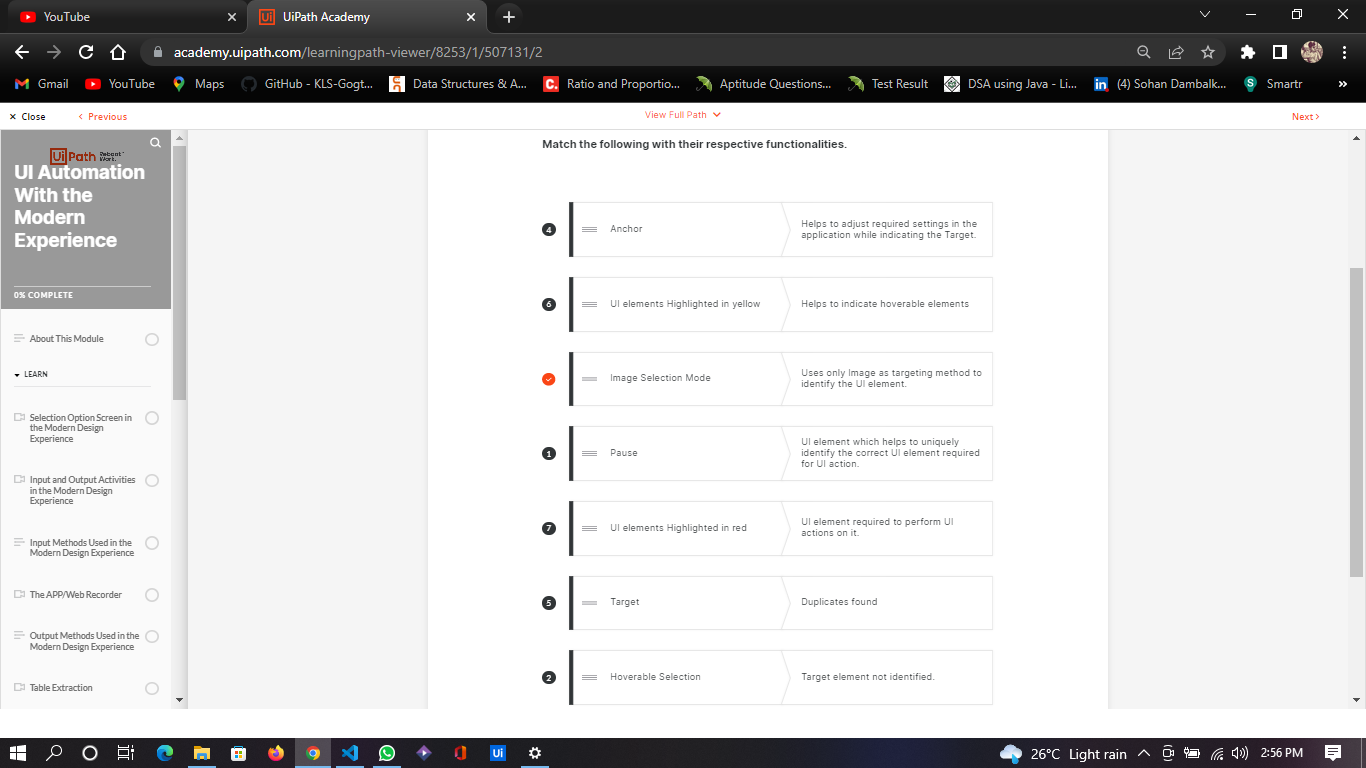 YouTube
UiPath Academy
academy.uipath.com/learningpath-viewer/8253/1/507131/2
Gmail
YouTube
Maps
GitHub - KLS-Gogt...
Data Structures & A...
Ratio and Proportio...
Aptitude Questions...
Test Result
DSA using Java - Li...
(4) Sohan Dambalk...
Smartr
»
× Close
< Previous
View Full Path
Next >
UiPath Reboot Work.
UI Automation
With the
Modern
Experience
0% COMPLETE
About This Module
LEARN
Selection Option Screen in
the Modern Design
Experience
Input and Output Activities
in the Modern Design
Experience
Input Methods Used in the
Modern Design Experience
The APP/Web Recorder
Output Methods Used in the
Modern Design Experience
Table Extraction
Match the following with their respective functionalities.
4
Anchor
Helps to adjust required settings in the
application while indicating the Target.
6
UI elements Highlighted in yellow
Helps to indicate hoverable elements
Image Selection Mode
Uses only Image as targeting method to
identify the UI element.
1
Pause
UI element which helps to uniquely
identify the correct UI element required
for UI action.
7
UI elements Highlighted in red
UI element required to perform UI
actions on it.
5
Target
Duplicates found
2
Hoverable Selection
Target element not identified.
26°C Light rain
2:56 PM